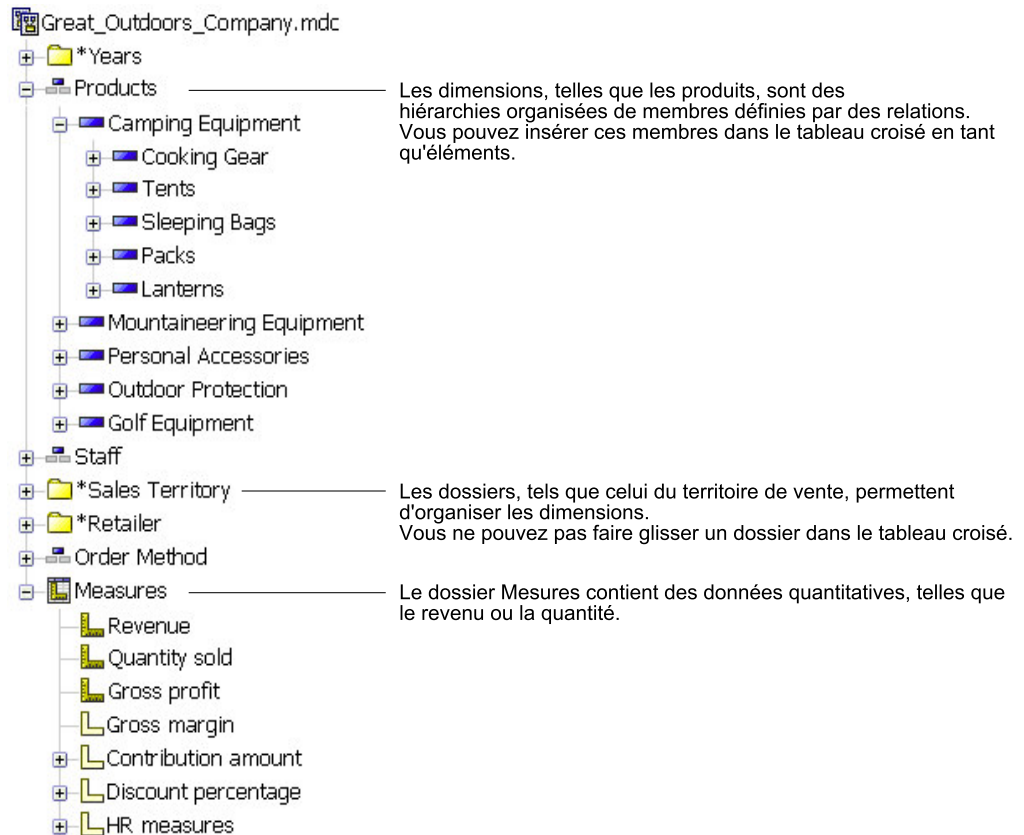 Great_Outdoors_Company.mdc
*Years
Products
Les dimensions, telles que les produits, sont des
hiérarchies organisées de membres définies par des relations.
Vous pouvez insérer ces membres dans le tableau croisé en tant
qu'éléments.
Camping Equipment
Cooking Gear
Tents
Sleeping Bags
Packs
Lanterns
Mountaineering Equipment
Personal Accessories
Outdoor Protection
Golf Equipment
Staff
*Sales Territory
Les dossiers, tels que celui du territoire de vente, permettent
d'organiser les dimensions.
Vous ne pouvez pas faire glisser un dossier dans le tableau croisé.
*Retailer
Order Method
Measures
Le dossier Mesures contient des données quantitatives, telles que
le revenu ou la quantité.
Revenue
Quantity sold
Gross profit
Gross margin
Contribution amount
Discount percentage
HR measures